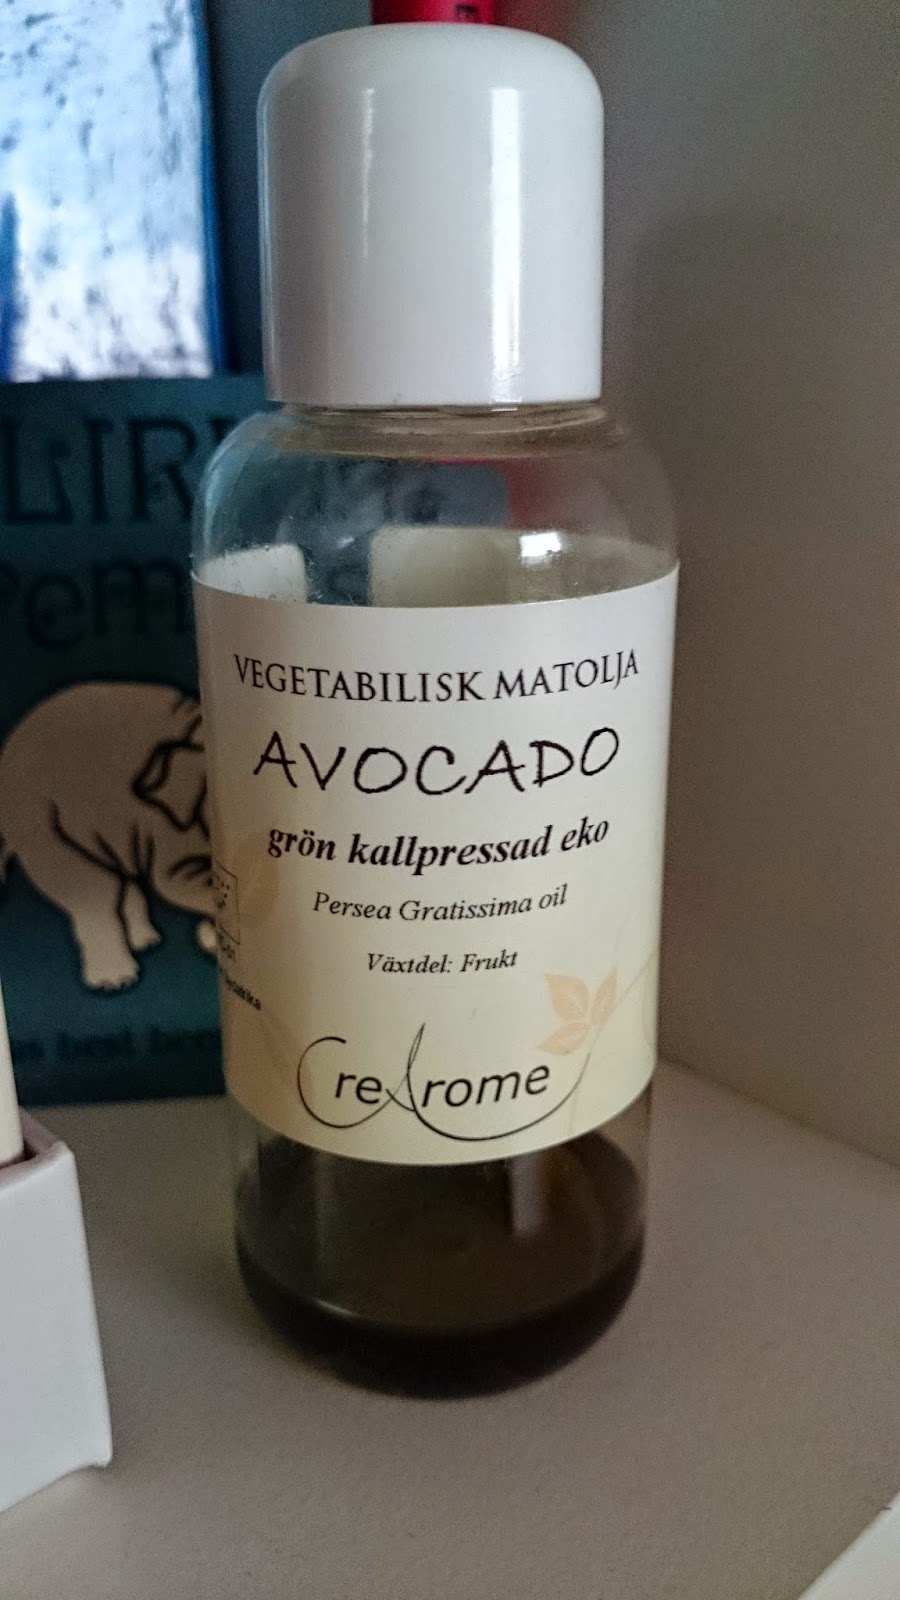 VEGETABILISK MATOLJA
AVOCADO
grön kallpressad eko
Persea Gratissima oil
Växtdel: Frukt
CreArome